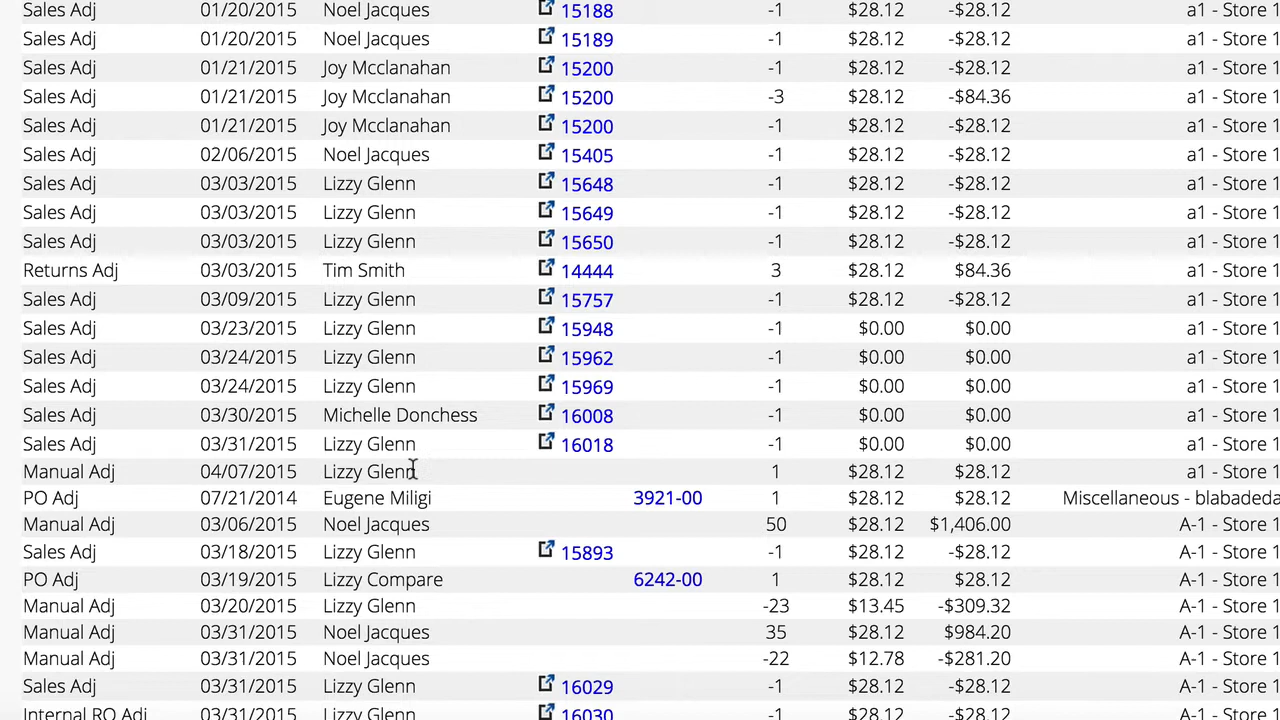 Sales Adj 01/20/2015 Noel Jacques 15188 -1 $28.12 -$28.12 a1 - Store 1
Sales Adj 01/20/2015 Noel Jacques 15189 -1 $28.12 -$28.12 a1 - Store 1
Sales Adj 01/21/2015 Joy Mcclanahan 15200 -1 $28.12 -$28.12 a1 - Store 1
Sales Adj 01/21/2015 Joy Mcclanahan 15200 -3 $28.12 -$84.36 a1 - Store 1
Sales Adj 01/21/2015 Joy Mcclanahan 15200 -1 $28.12 -$28.12 a1 - Store 1
Sales Adj 02/06/2015 Noel Jacques 15405 -1 $28.12 -$28.12 a1 - Store 1
Sales Adj 03/03/2015 Lizzy Glenn 15648 -1 $28.12 -$28.12 a1 - Store 1
Sales Adj 03/03/2015 Lizzy Glenn 15649 -1 $28.12 -$28.12 a1 - Store 1
Sales Adj 03/03/2015 Lizzy Glenn 15650 -1 $28.12 -$28.12 a1 - Store 1
Returns Adj 03/03/2015 Tim Smith 14444 3 $28.12 $84.36 a1 - Store 1
Sales Adj 03/09/2015 Lizzy Glenn 15757 -1 $28.12 -$28.12 a1 - Store 1
Sales Adj 03/23/2015 Lizzy Glenn 15948 -1 $0.00 $0.00 a1 - Store 1
Sales Adj 03/24/2015 Lizzy Glenn 15962 -1 $0.00 $0.00 a1 - Store 1
Sales Adj 03/24/2015 Lizzy Glenn 15969 -1 $0.00 $0.00 a1 - Store 1
Sales Adj 03/30/2015 Michelle Donchess 16008 -1 $0.00 $0.00 a1 - Store 1
Sales Adj 03/31/2015 Lizzy Glenn 16018 -1 $0.00 $0.00 a1 - Store 1
Manual Adj 04/07/2015 Lizzy Glenn 1 $28.12 $28.12 a1 - Store 1
PO Adj 07/21/2014 Eugene Miligi 3921-00 1 $28.12 $28.12 Miscellaneous - blabadeda
Manual Adj 03/06/2015 Noel Jacques 50 $28.12 $1,406.00 A-1 - Store 1
Sales Adj 03/18/2015 Lizzy Glenn 15893 -1 $28.12 -$28.12 A-1 - Store 1
PO Adj 03/19/2015 Lizzy Compare 6242-00 1 $28.12 $28.12 A-1 - Store 1
Manual Adj 03/20/2015 Lizzy Glenn -23 $13.45 -$309.32 A-1 - Store 1
Manual Adj 03/31/2015 Noel Jacques 35 $28.12 $984.20 A-1 - Store 1
Manual Adj 03/31/2015 Noel Jacques -22 $12.78 -$281.20 A-1 - Store 1
Sales Adj 03/31/2015 Lizzy Glenn 16029 -1 $28.12 -$28.12 A-1 - Store 1
Internal RO Adj 03/31/2015 Lizzy Glenn 16030 -1 $28.12 -$28.12 A-1 - Store 1